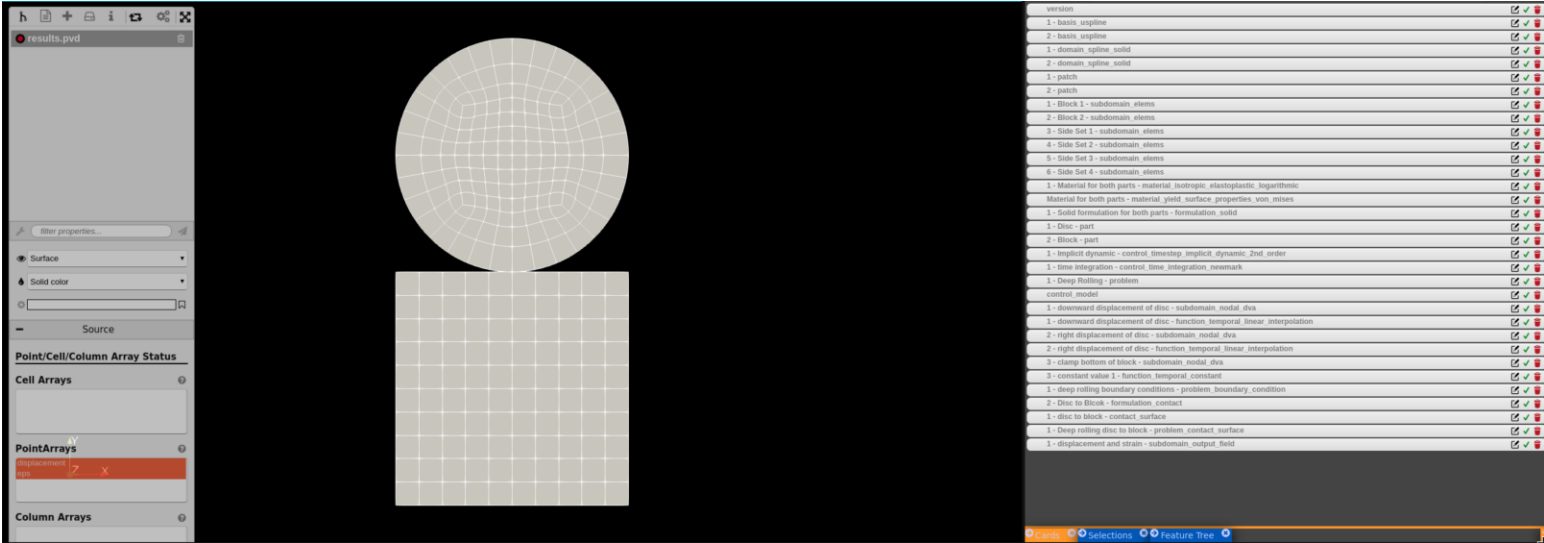 results.pvd
filter properties...
Surface
Solid color
Source
Point/Cell/Column Array Status
Cell Arrays
PointArrays
displacement
eps
Column Arrays
Y
Z
X
version
1 - basis_uspline
2 - basis_uspline
1 - domain_spline_solid
2 - domain_spline_solid
1 - patch
2 - patch
1 - Block 1 - subdomain_elems
2 - Block 2 - subdomain_elems
3 - Side Set 1 - subdomain_elems
4 - Side Set 2 - subdomain_elems
5 - Side Set 3 - subdomain_elems
6 - Side Set 4 - subdomain_elems
1 - Material for both parts - material_isotropic_elastoplastic_logarithmic
Material for both parts - material_yield_surface_properties_von_mises
1 - Solid formulation for both parts - formulation_solid
1 - Disc - part
2 - Block - part
1 - Implicit dynamic - control_timestep_implicit_dynamic_2nd_order
1 - time integration - control_time_integration_newmark
1 - Deep Rolling - problem
control_model
1 - downward displacement of disc - subdomain_nodal_dva
1 - downward displacement of disc - function_temporal_linear_interpolation
2 - right displacement of disc - subdomain_nodal_dva
2 - right displacement of disc - function_temporal_linear_interpolation
3 - clamp bottom of block - subdomain_nodal_dva
3 - constant value 1 - function_temporal_constant
1 - deep rolling boundary conditions - problem_boundary_condition
2 - Disc to Blcok - formulation_contact
1 - disc to block - contact_surface
1 - Deep rolling disc to block - problem_contact_surface
1 - displacement and strain - subdomain_output_field
Cards
Selections
Feature Tree